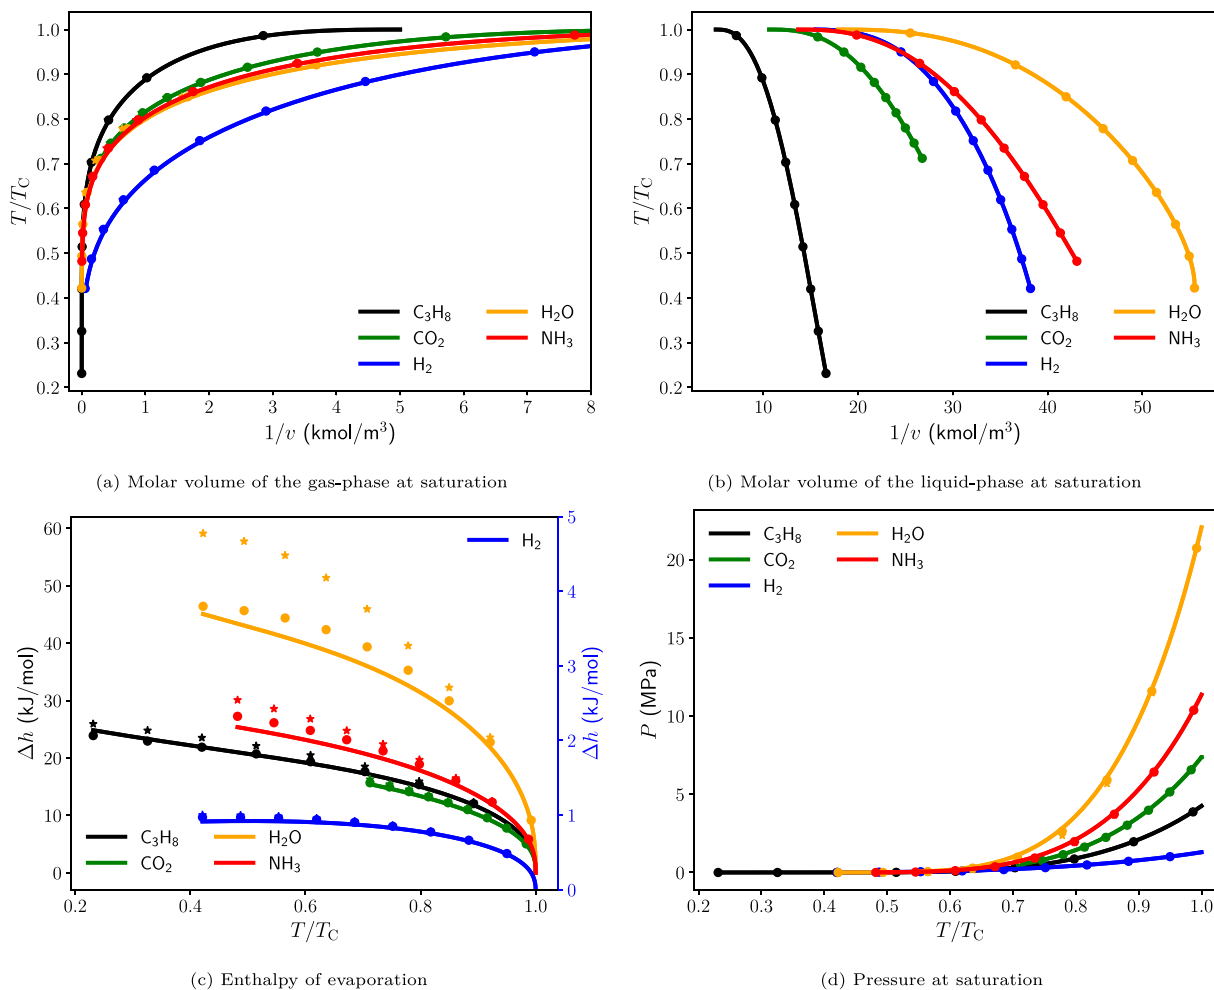 1.0
0.9
0.8
0.7
0.6
0.5
0.4
0.3
0.2
T/T_C
C₃H₈
CO₂
H₂
H₂O
NH₃
0 1 2 3 4 5 6 7 8
1/v (kmol/m³)
(a) Molar volume of the gas-phase at saturation
1.0
0.9
0.8
0.7
0.6
0.5
0.4
0.3
0.2
T/T_C
C₃H₈
CO₂
H₂
H₂O
NH₃
10 20 30 40 50
1/v (kmol/m³)
(b) Molar volume of the liquid-phase at saturation
60
50
40
30
20
10
0
Δh (kJ/mol)
H₂
C₃H₈
CO₂
H₂O
NH₃
5
4
3
2
1
0
Δh (kJ/mol)
0.2 0.4 0.6 0.8 1.0
T/T_C
(c) Enthalpy of evaporation
20
15
10
5
0
P (MPa)
C₃H₈
CO₂
H₂
H₂O
NH₃
0.2 0.3 0.4 0.5 0.6 0.7 0.8 0.9 1.0
T/T_C
(d) Pressure at saturation